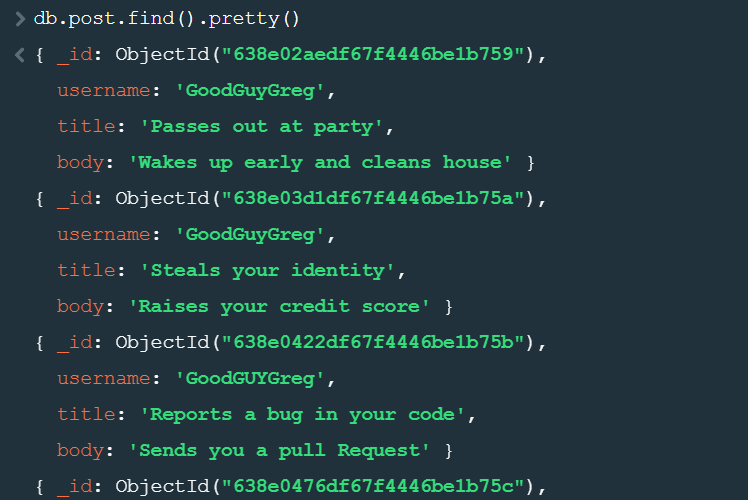 > db.post.find().pretty()
< { _id: ObjectId("638e02aedf67f4446be1b759"),
username: 'GoodGuyGreg',
title: 'Passes out at party',
body: 'Wakes up early and cleans house' }
{ _id: ObjectId("638e03d1df67f4446be1b75a"),
username: 'GoodGuyGreg',
title: 'Steals your identity',
body: 'Raises your credit score' }
{ _id: ObjectId("638e0422df67f4446be1b75b"),
username: 'GoodGUYGreg',
title: 'Reports a bug in your code',
body: 'Sends you a pull Request' }
{ _id: ObjectId("638e0476df67f4446be1b75c"),